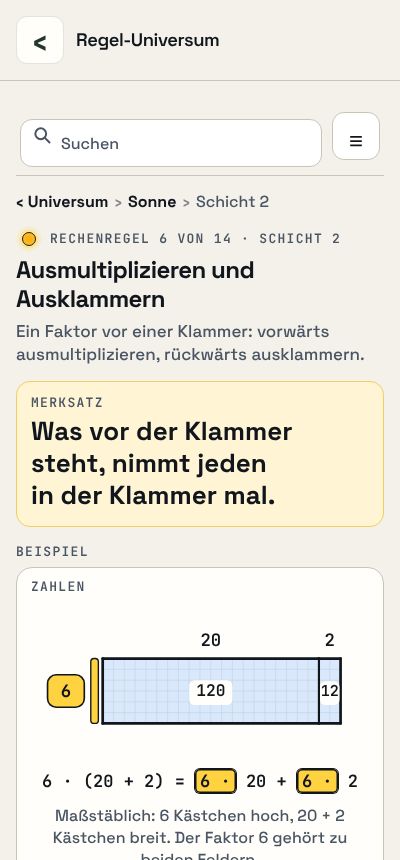 < Regel-Universum
Suchen ≡
< Universum > Sonne > Schicht 2
RECHENREGEL 6 VON 14 · SCHICHT 2
Ausmultiplizieren und
Ausklammern
Ein Faktor vor einer Klammer: vorwärts
ausmultiplizieren, rückwärts ausklammern.
MERKSATZ
Was vor der Klammer
steht, nimmt jeden
in der Klammer mal.
BEISPIEL
ZAHLEN
20 2
6 120 12
6 · (20 + 2) = 6 · 20 + 6 · 2
Maßstäblich: 6 Kästchen hoch, 20 + 2
Kästchen breit. Der Faktor 6 gehört zu
beiden Feldern.